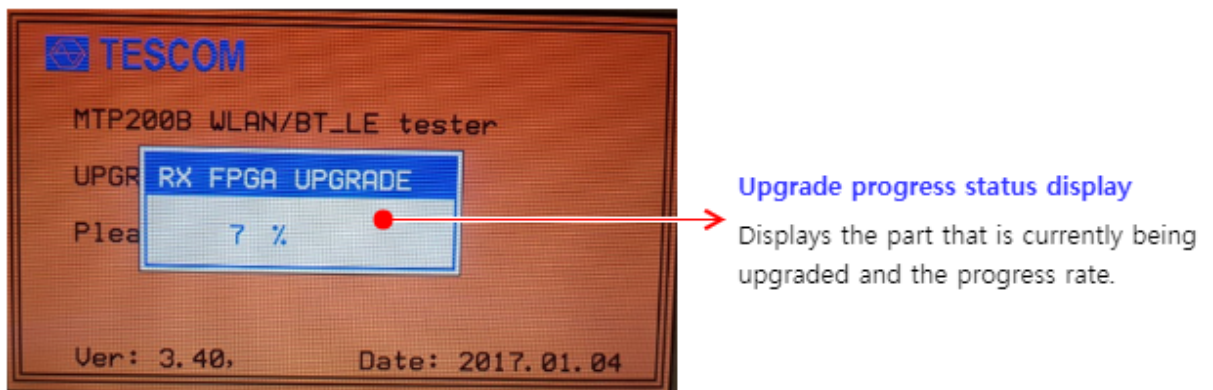 TESCOM
MTP200B WLAN/BT_LE tester
UPGR
RX FPGA UPGRADE
Plea
7 %
Ver: 3.40,
Date: 2017.01.04
Upgrade progress status display
Displays the part that is currently being
upgraded and the progress rate.